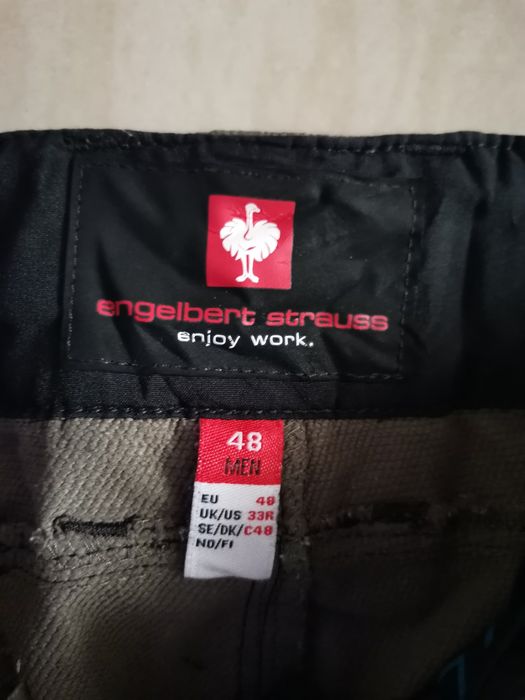 engelbert strauss
enjoy work.
48
MEN
EU 48
UK/US 33R
SE/DK/C48
NO/FI